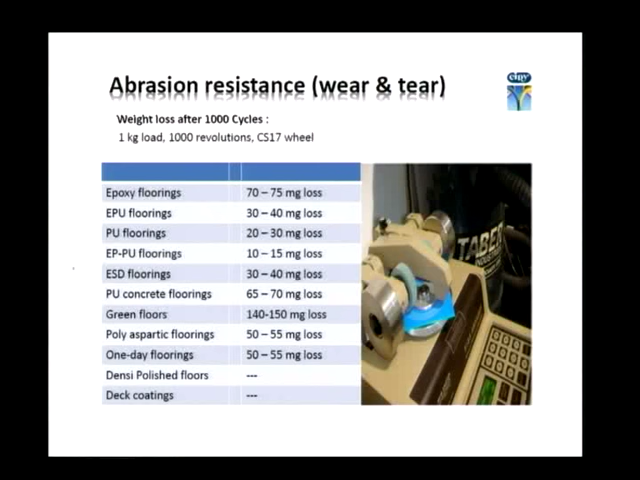 Abrasion resistance (wear & tear)
Weight loss after 1000 Cycles :
1 kg load, 1000 revolutions, CS17 wheel
Epoxy floorings 70 – 75 mg loss
EPU floorings 30 – 40 mg loss
PU floorings 20 – 30 mg loss
EP-PU floorings 10 – 15 mg loss
ESD floorings 30 – 40 mg loss
PU concrete floorings 65 – 70 mg loss
Green floors 140-150 mg loss
Poly aspartic floorings 50 – 55 mg loss
One-day floorings 50 – 55 mg loss
Densi Polished floors ---
Deck coatings ---
TABER